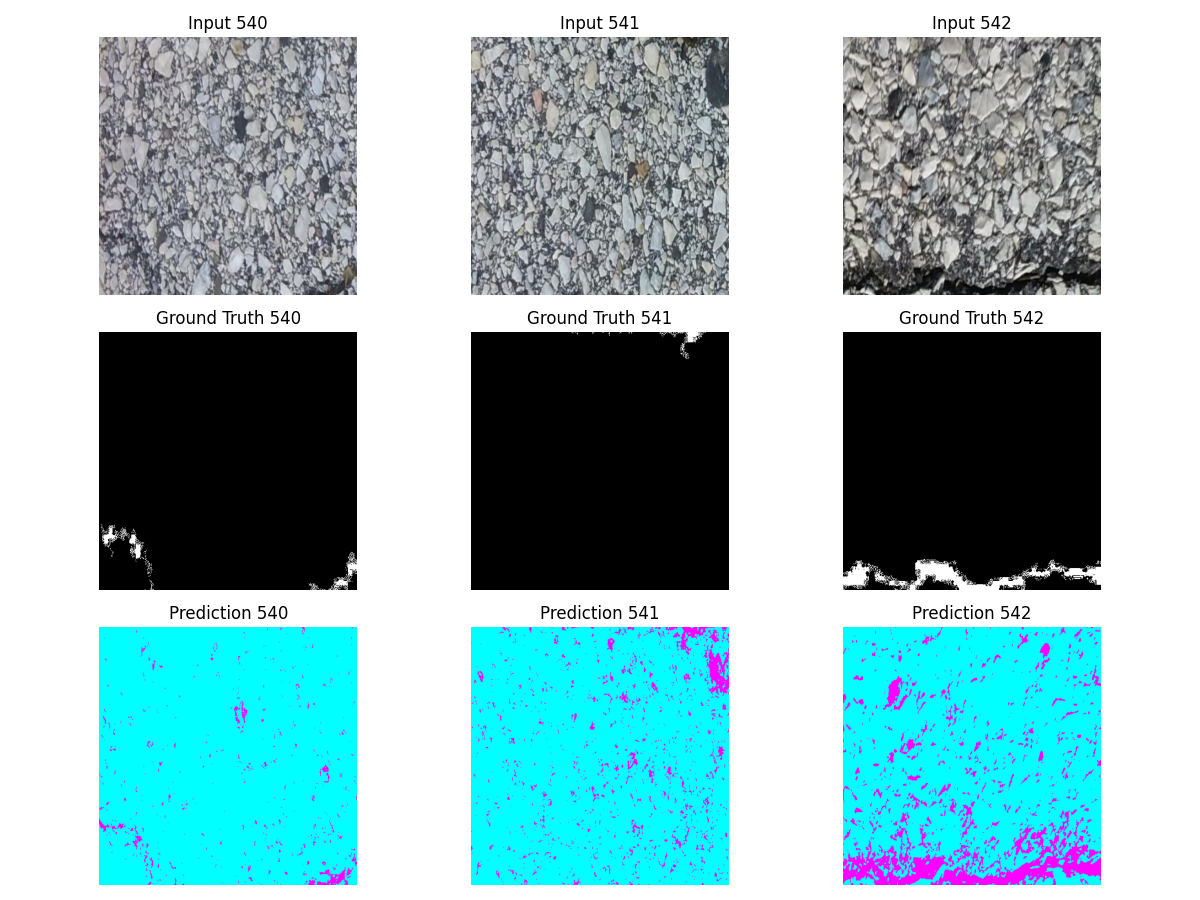 Input 540
Input 541
Input 542
Ground Truth 540
Ground Truth 541
Ground Truth 542
Prediction 540
Prediction 541
Prediction 542